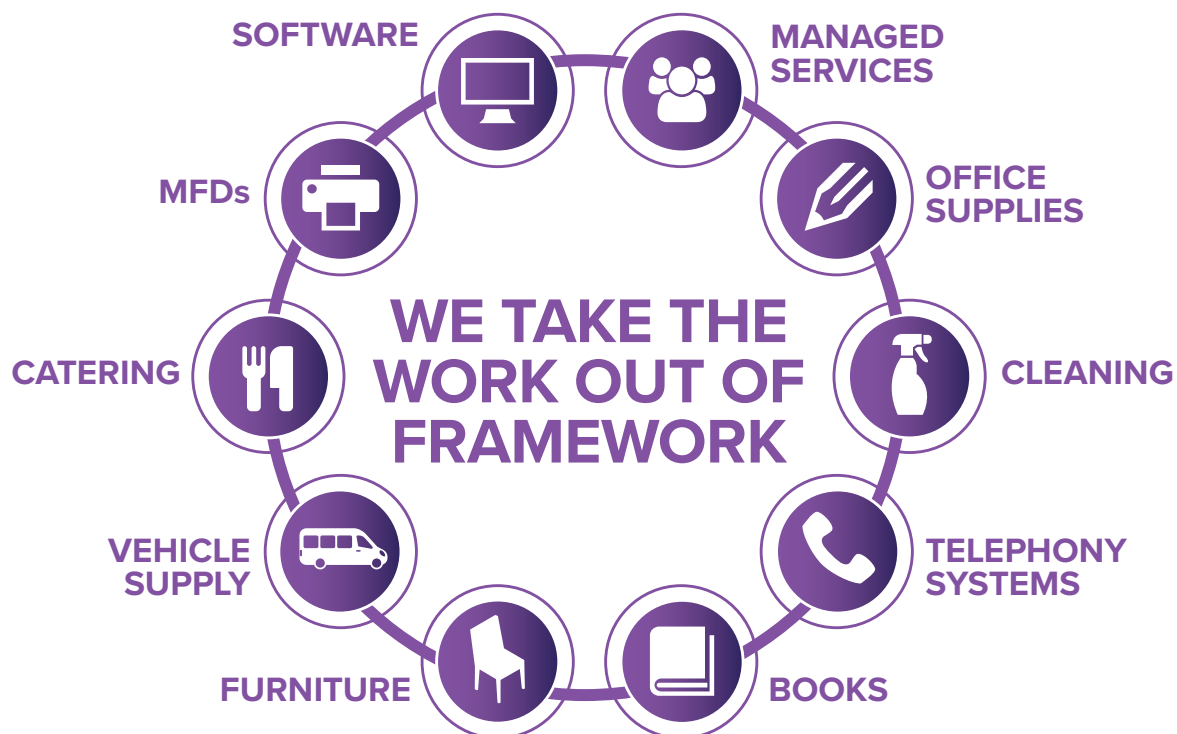 SOFTWARE
MANAGED
SERVICES
MFDs
OFFICE
SUPPLIES
WE TAKE THE
WORK OUT OF
FRAMEWORK
CATERING
CLEANING
VEHICLE
SUPPLY
TELEPHONY
SYSTEMS
FURNITURE
BOOKS